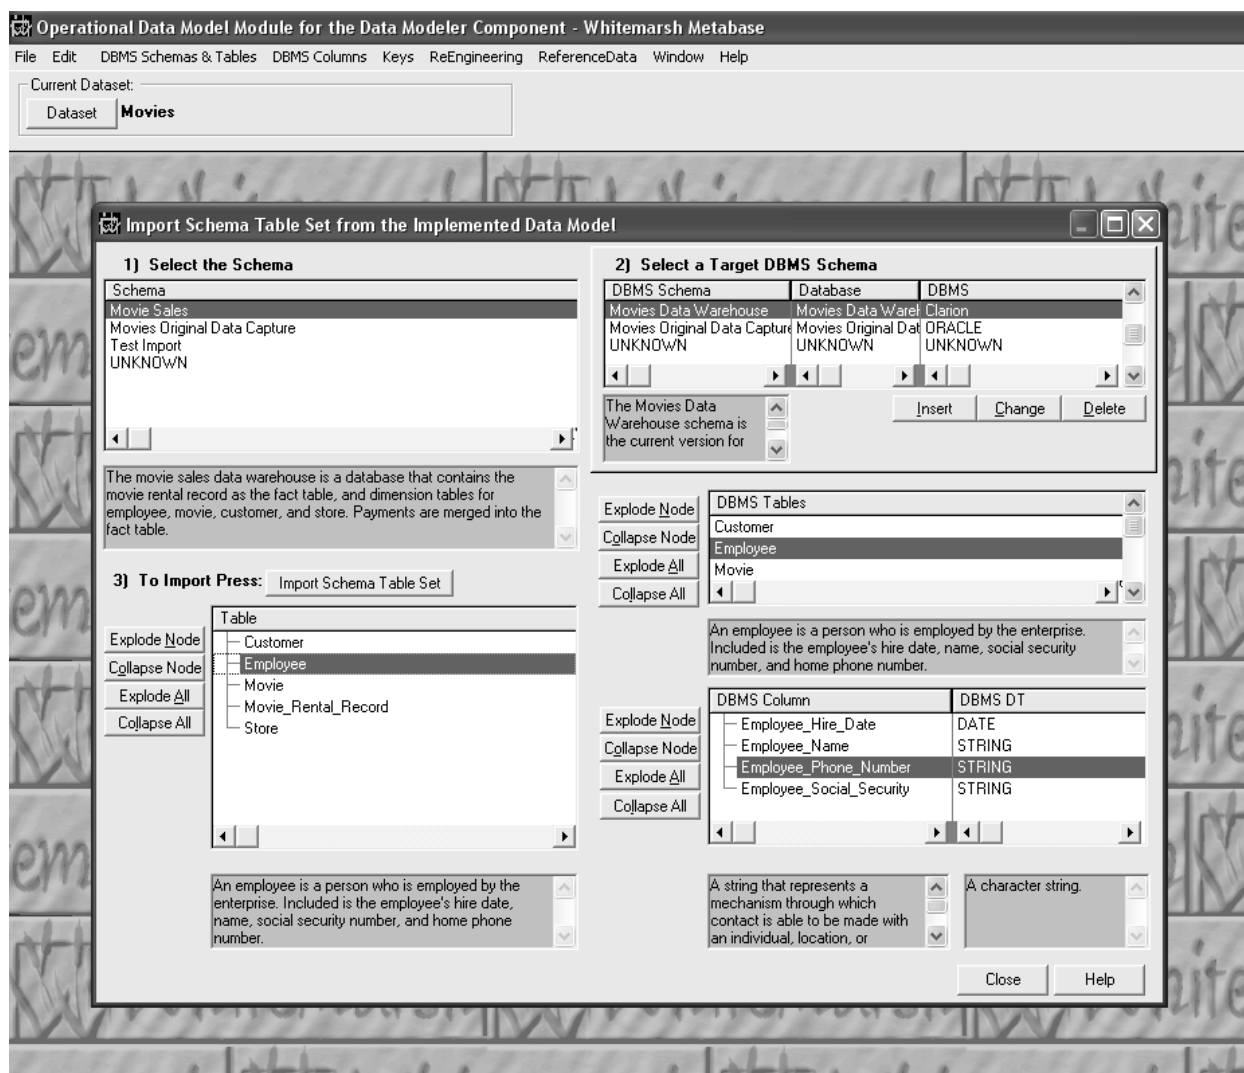 Operational Data Model Module for the Data Modeler Component - Whitemarsh Metabase
File Edit DBMS Schemas & Tables DBMS Columns Keys ReEngineering ReferenceData Window Help
Current Dataset:
Dataset Movies
Import Schema Table Set from the Implemented Data Model
1) Select the Schema
Schema
Movie Sales
Movies Original Data Capture
Test Import
UNKNOWN
The movie sales data warehouse is a database that contains the
movie rental record as the fact table, and dimension tables for
employee, movie, customer, and store. Payments are merged into the
fact table.
2) Select a Target DBMS Schema
DBMS Schema Database DBMS
Movies Data Warehouse Movies Data Wareh Clarion
Movies Original Data Capture Movies Original Dat ORACLE
UNKNOWN UNKNOWN UNKNOWN
The Movies Data
Warehouse schema is
the current version for
Insert Change Delete
3) To Import Press: Import Schema Table Set
Explode Node
Collapse Node
Explode All
Collapse All
Table
Customer
Employee
Movie
Movie_Rental_Record
Store
An employee is a person who is employed by the
enterprise. Included is the employee's hire date,
name, social security number, and home phone
number.
Explode Node
Collapse Node
Explode All
Collapse All
DBMS Tables
Customer
Employee
Movie
An employee is a person who is employed by the enterprise.
Included is the employee's hire date, name, social security
number, and home phone number.
Explode Node
Collapse Node
Explode All
Collapse All
DBMS Column DBMS DT
Employee_Hire_Date DATE
Employee_Name STRING
Employee_Phone_Number STRING
Employee_Social_Security STRING
A string that represents a
mechanism through which
contact is able to be made with
an individual, location, or
A character string.
Close Help